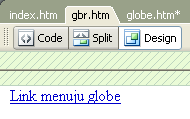 index.htm gbr.htm globe.htm*
Code Split Design
Link menuju globe